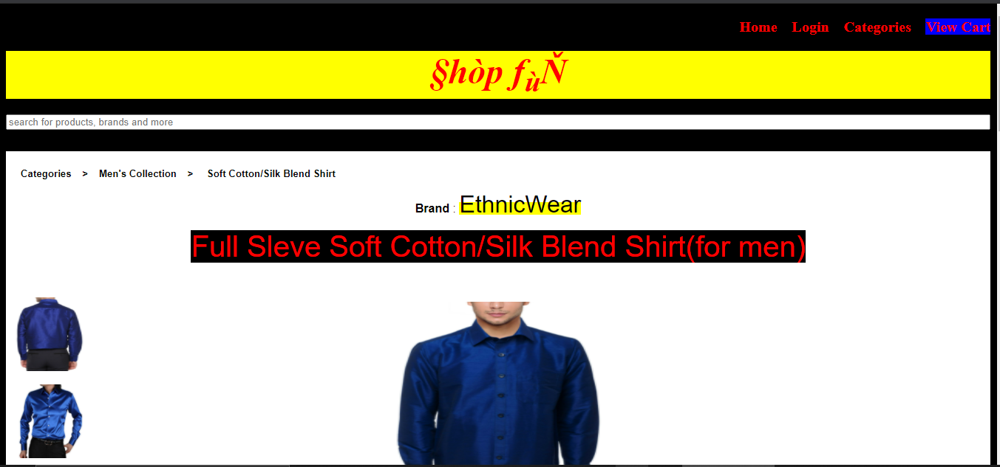 Home Login Categories View Cart
§hòp fùŇ
search for products, brands and more
Categories > Men's Collection > Soft Cotton/Silk Blend Shirt
Brand : EthnicWear
Full Sleve Soft Cotton/Silk Blend Shirt(for men)